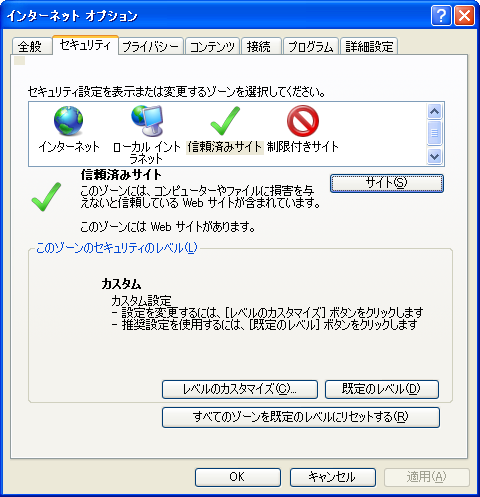 インターネット オプション
全般 セキュリティ プライバシー コンテンツ 接続 プログラム 詳細設定
セキュリティ設定を表示または変更するゾーンを選択してください。
インターネット ローカル イント 信頼済みサイト 制限付きサイト
ラネット
信頼済みサイト
サイト(S)
このゾーンには、コンピューターやファイルに損害を与
えないと信頼している Web サイトが含まれています。
このゾーンには Web サイトがあります。
このゾーンのセキュリティのレベル(L)
カスタム
カスタム設定
- 設定を変更するには、[レベルのカスタマイズ] ボタンをクリックします
- 推奨設定を使用するには、[既定のレベル] ボタンをクリックします
レベルのカスタマイズ(C)... 既定のレベル(D)
すべてのゾーンを既定のレベルにリセットする(R)
OK キャンセル 適用(A)